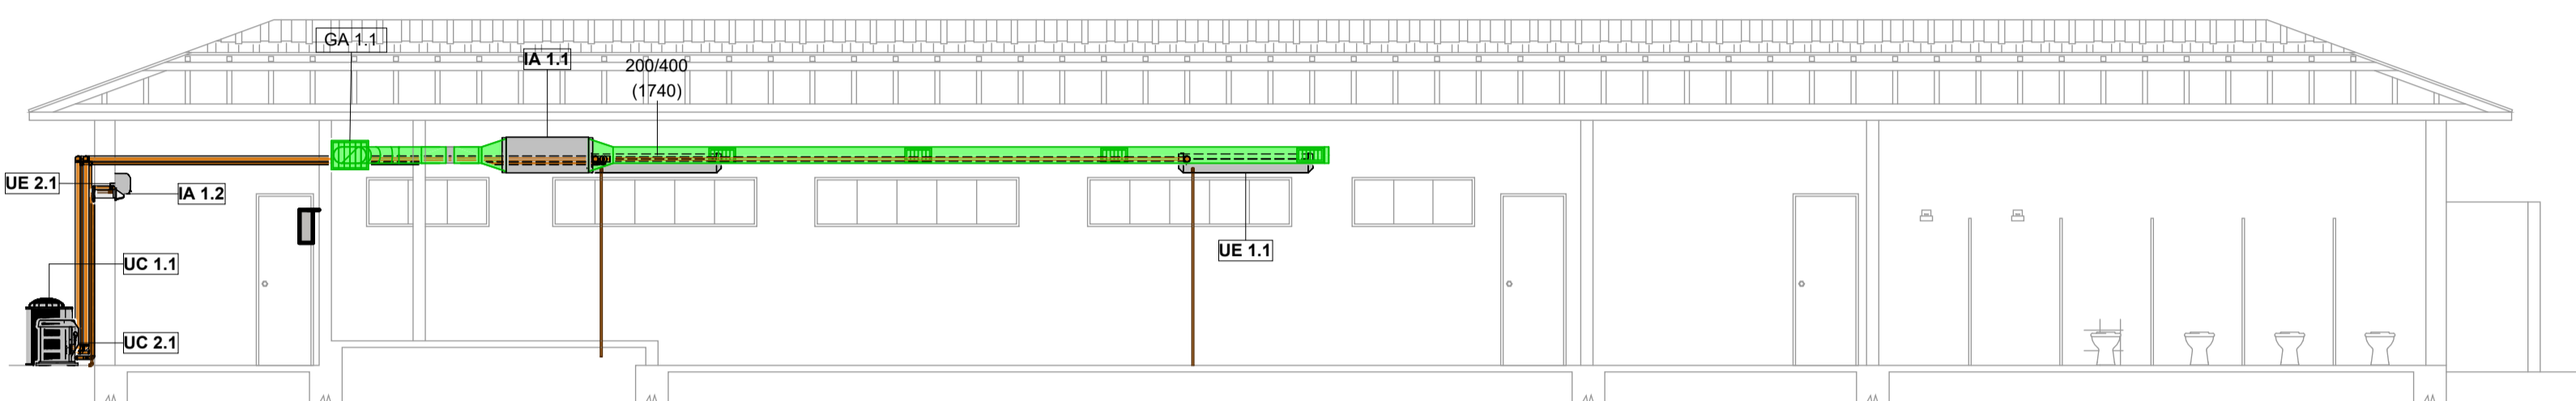 GA 1.1
IA 1.1
200/400
(1740)
UE 2.1
IA 1.2
UE 1.1
UC 1.1
UC 2.1